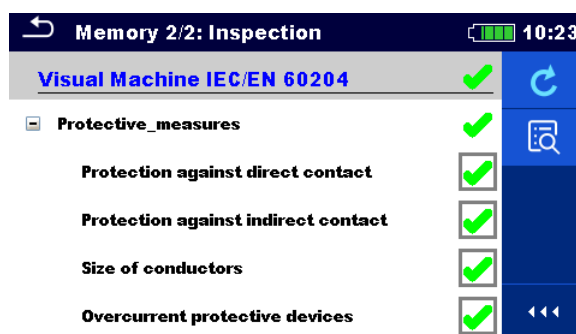 Memory 2/2: Inspection
10:23
Visual Machine IEC/EN 60204
Protective_measures
Protection against direct contact
Protection against indirect contact
Size of conductors
Overcurrent protective devices